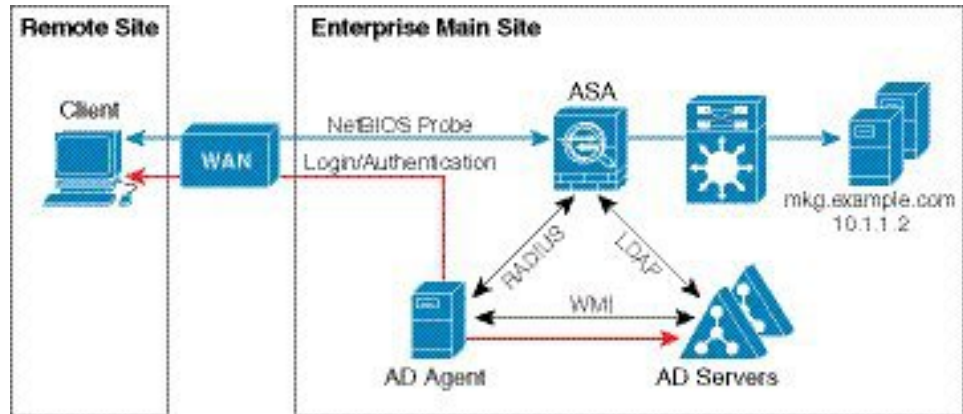 Remote Site
Enterprise Main Site
Client
ASA
NetBIOS Probe
WAN
Login/Authentication
mkg.example.com
10.1.1.2
RADIUS
LDAP
WMI
AD Agent
AD Servers